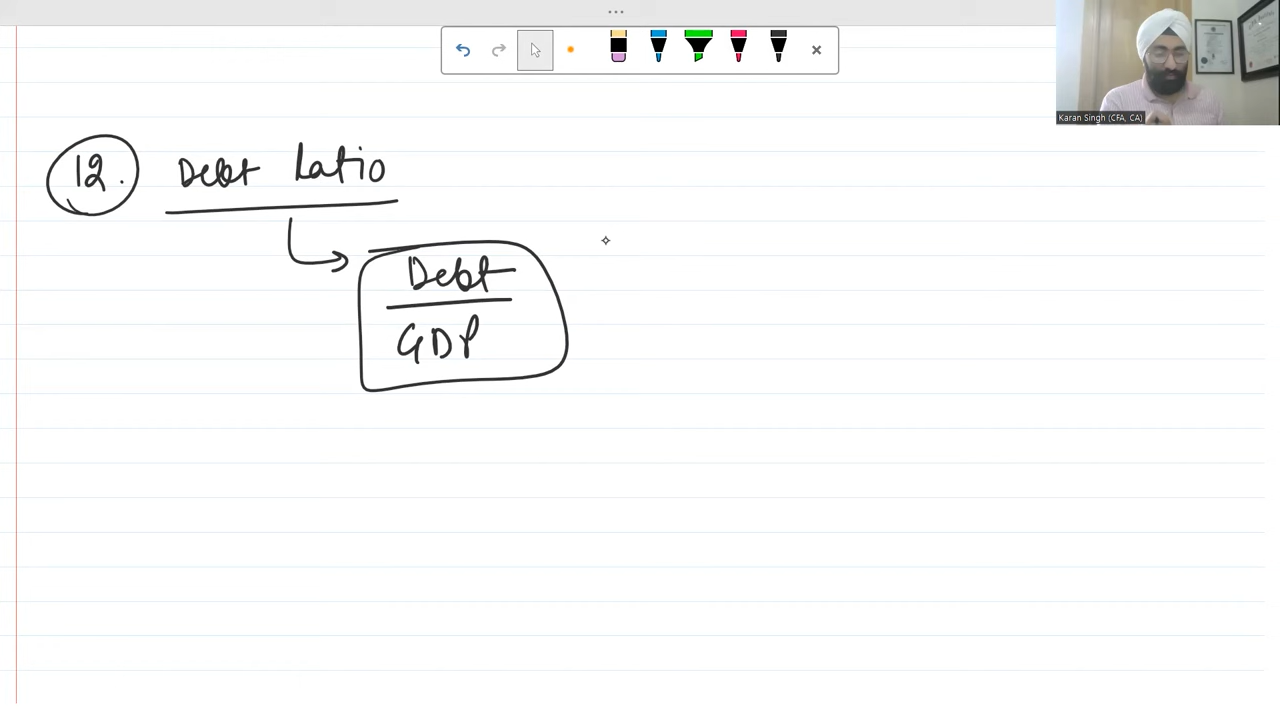 Karan Singh (CFA, CA)
12. Debt Ratio
Debt
GDP